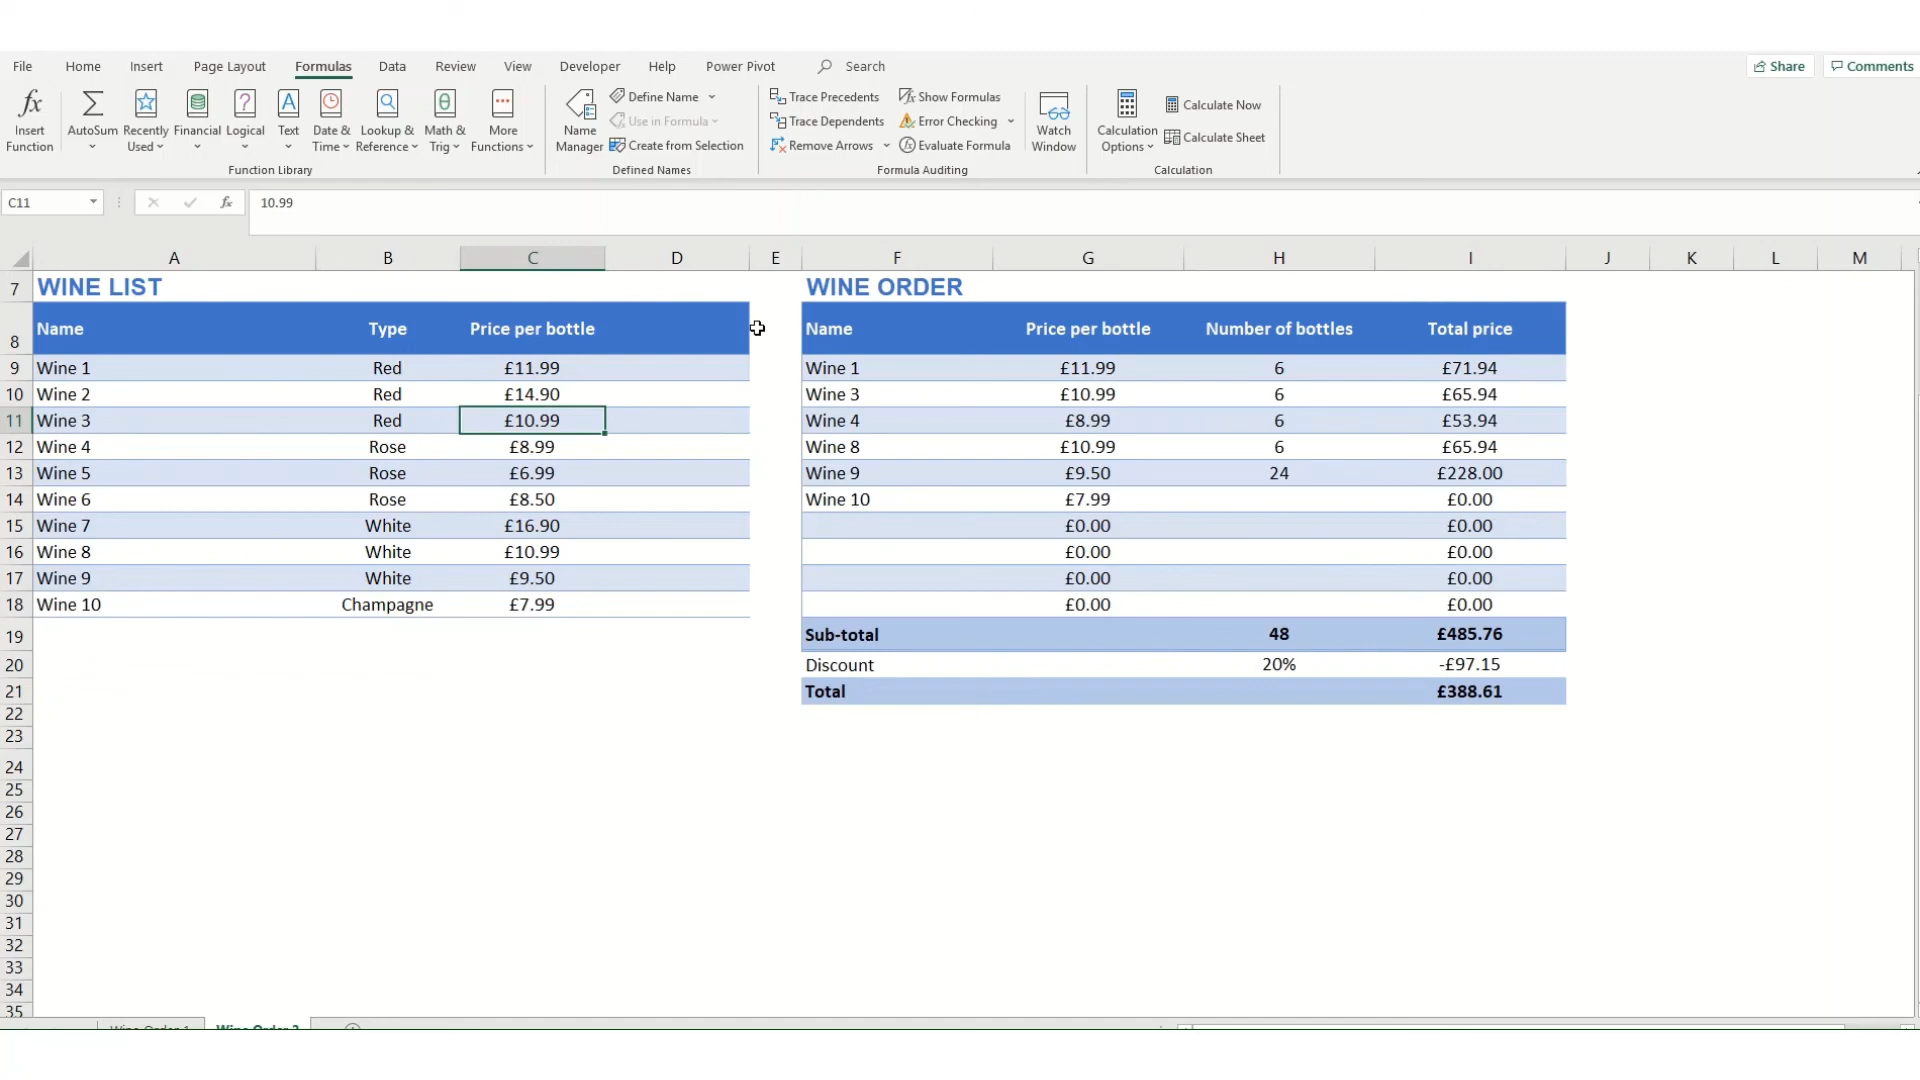 File Home Insert Page Layout Formulas Data Review View Developer Help Power Pivot Search Share Comments
fx Insert Function
AutoSum
Recently Used
Financial
Logical
Text
Date & Time
Lookup & Reference
Math & Trig
More Functions
Function Library
Name Manager
Define Name
Use in Formula
Create from Selection
Defined Names
Trace Precedents
Trace Dependents
Remove Arrows
Show Formulas
Error Checking
Evaluate Formula
Formula Auditing
Watch Window
Calculation Options
Calculate Now
Calculate Sheet
Calculation
C11 fx 10.99
A B C D E F G H I J K L M
7 WINE LIST WINE ORDER
8 Name Type Price per bottle Name Price per bottle Number of bottles Total price
9 Wine 1 Red £11.99 Wine 1 £11.99 6 £71.94
10 Wine 2 Red £14.90 Wine 3 £10.99 6 £65.94
11 Wine 3 Red £10.99 Wine 4 £8.99 6 £53.94
12 Wine 4 Rose £8.99 Wine 8 £10.99 6 £65.94
13 Wine 5 Rose £6.99 Wine 9 £9.50 24 £228.00
14 Wine 6 Rose £8.50 Wine 10 £7.99 £0.00
15 Wine 7 White £16.90 £0.00 £0.00
16 Wine 8 White £10.99 £0.00 £0.00
17 Wine 9 White £9.50 £0.00 £0.00
18 Wine 10 Champagne £7.99 £0.00 £0.00
19 Sub-total 48 £485.76
20 Discount 20% -£97.15
21 Total £388.61
22
23
24
25
26
27
28
29
30
31
32
33
34
35
Wine Order 1 Wine Order 2